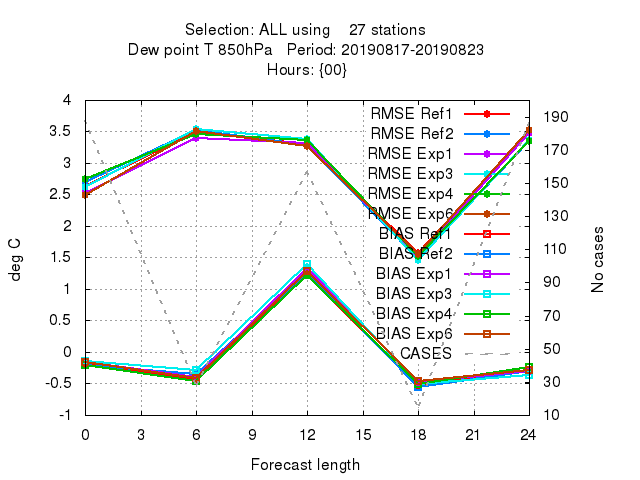 Selection: ALL using 27 stations
Dew point T 850hPa Period: 20190817-20190823
Hours: {00}
deg C
4
3.5
3
2.5
2
1.5
1
0.5
0
-0.5
-1
190
170
150
130
110
90
70
50
30
10
No cases
RMSE Ref1
RMSE Ref2
RMSE Exp1
RMSE Exp3
RMSE Exp4
RMSE Exp6
BIAS Ref1
BIAS Ref2
BIAS Exp1
BIAS Exp3
BIAS Exp4
BIAS Exp6
CASES
0 3 6 9 12 15 18 21 24
Forecast length